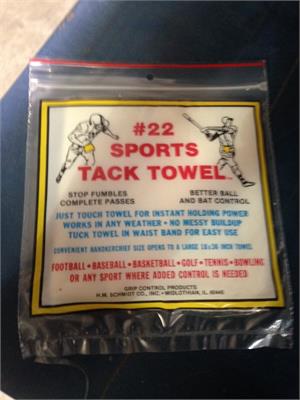 #22
SPORTS
TACK TOWEL
STOP FUMBLES
COMPLETE PASSES
BETTER BALL
AND BAT CONTROL
JUST TOUCH TOWEL FOR INSTANT HOLDING POWER
WORKS IN ANY WEATHER · NO MESSY BUILDUP
TUCK TOWEL IN WAIST BAND FOR EASY USE
CONVENIENT HANDKERCHIEF SIZE OPENS TO A LARGE 18x36 INCH TOWEL
FOOTBALL · BASEBALL · BASKETBALL · GOLF · TENNIS · BOWLING
OR ANY SPORT WHERE ADDED CONTROL IS NEEDED
GRIP CONTROL PRODUCTS
H.M. SCHMIDT CO., INC. · MIDLOTHIAN, IL